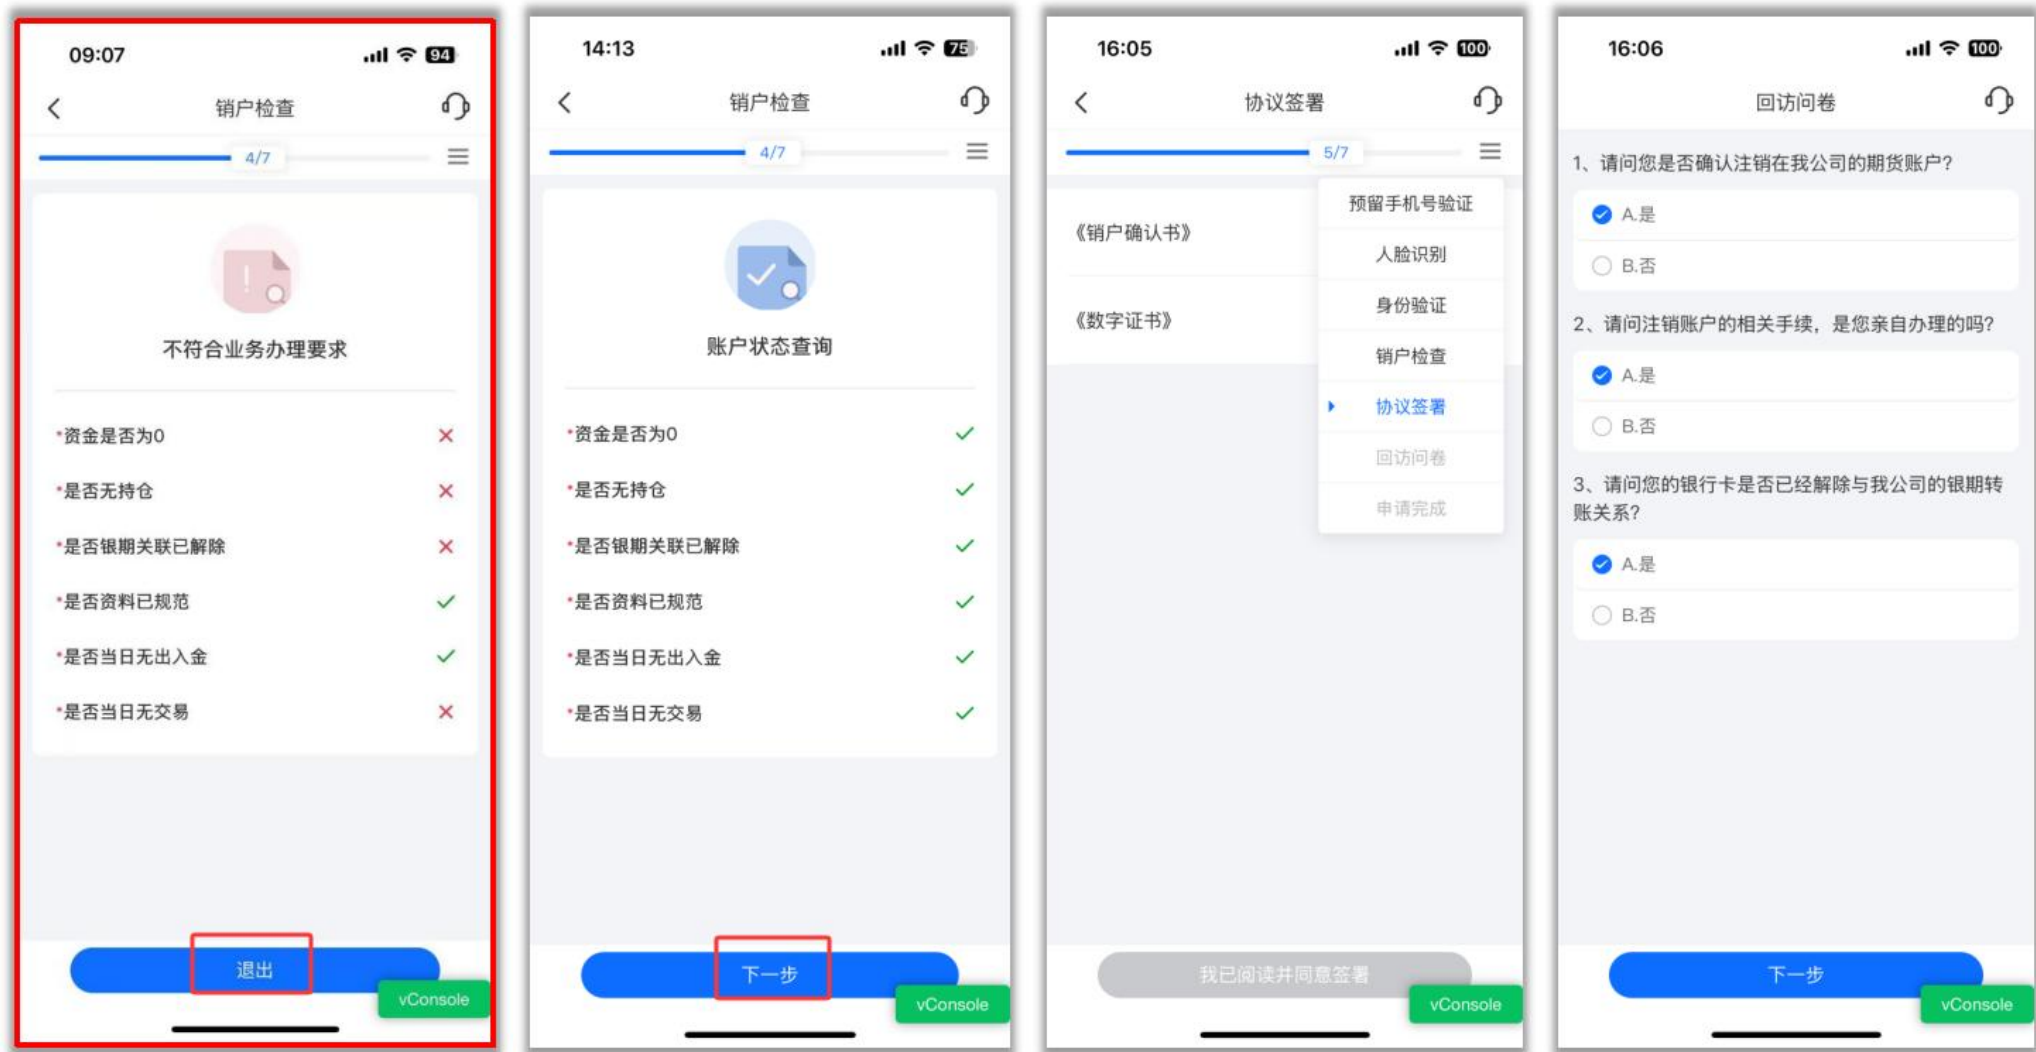 09:07
94
销户检查
4/7
不符合业务办理要求
*资金是否为0
*是否无持仓
*是否银期关联已解除
*是否资料已规范
*是否当日无出入金
*是否当日无交易
退出
vConsole
14:13
75
销户检查
4/7
账户状态查询
*资金是否为0
*是否无持仓
*是否银期关联已解除
*是否资料已规范
*是否当日无出入金
*是否当日无交易
下一步
vConsole
16:05
100
协议签署
5/7
《销户确认书》
《数字证书》
预留手机号验证
人脸识别
身份验证
销户检查
协议签署
回访问卷
申请完成
我已阅读并同意签署
vConsole
16:06
100
回访问卷
1、请问您是否确认注销在我公司的期货账户?
A.是
B.否
2、请问注销账户的相关手续，是您亲自办理的吗?
A.是
B.否
3、请问您的银行卡是否已经解除与我公司的银期转
账关系?
A.是
B.否
下一步
vConsole